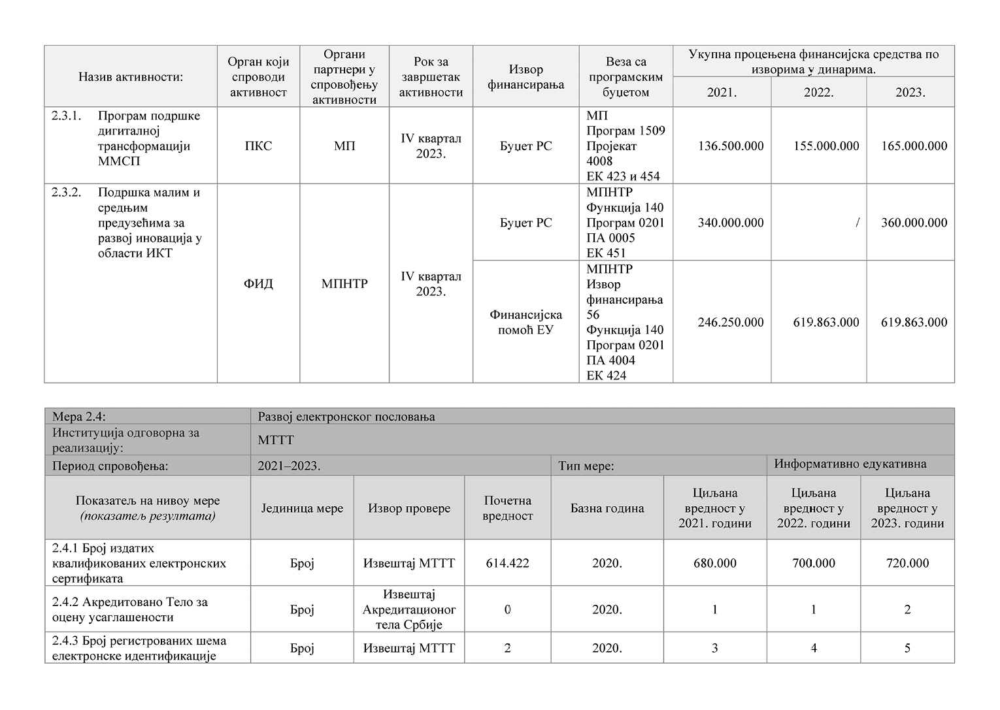 Назив активности:
Орган који
спроводи
активност
Органи
партнери у
спровођењу
активности
Рок за
завршетак
активности
Извор
финансирања
Веза са
програмским
буџетом
Укупна процењена финансијска средства по
изворима у динарима.
2021.
2022.
2023.
2.3.1. Програм подршке
дигиталној
трансформацији
ММСП
ПКС
МП
IV квартал
2023.
Буџет РС
МП
Програм 1509
Пројекат
4008
ЕК 423 и 454
136.500.000
155.000.000
165.000.000
2.3.2. Подршка малим и
средњим
предузећима за
развој иновација у
области ИКТ
ФИД
МПНТР
IV квартал
2023.
Буџет РС
МПНТР
Функција 140
Програм 0201
ПА 0005
ЕК 451
340.000.000
/
360.000.000
Финансијска
помоћ ЕУ
МПНТР
Извор
финансирања
56
Функција 140
Програм 0201
ПА 4004
ЕК 424
246.250.000
619.863.000
619.863.000
Мера 2.4:
Развој електронског пословања
Институција одговорна за
реализацију:
МТТТ
Период спровођења:
2021–2023.
Тип мере:
Информативно едукативна
Показатељ на нивоу мере
(показатељ резултата)
Јединица мере
Извор провере
Почетна
вредност
Базна година
Циљана
вредност у
2021. години
Циљана
вредност у
2022. години
Циљана
вредност у
2023. години
2.4.1 Број издатих
квалификованих електронских
сертификата
Број
Извештај МТТТ
614.422
2020.
680.000
700.000
720.000
2.4.2 Акредитовано Тело за
оцену усаглашености
Број
Извештај
Акредитационог
тела Србије
0
2020.
1
1
2
2.4.3 Број регистрованих шема
електронске идентификације
Број
Извештај МТТТ
2
2020.
3
4
5